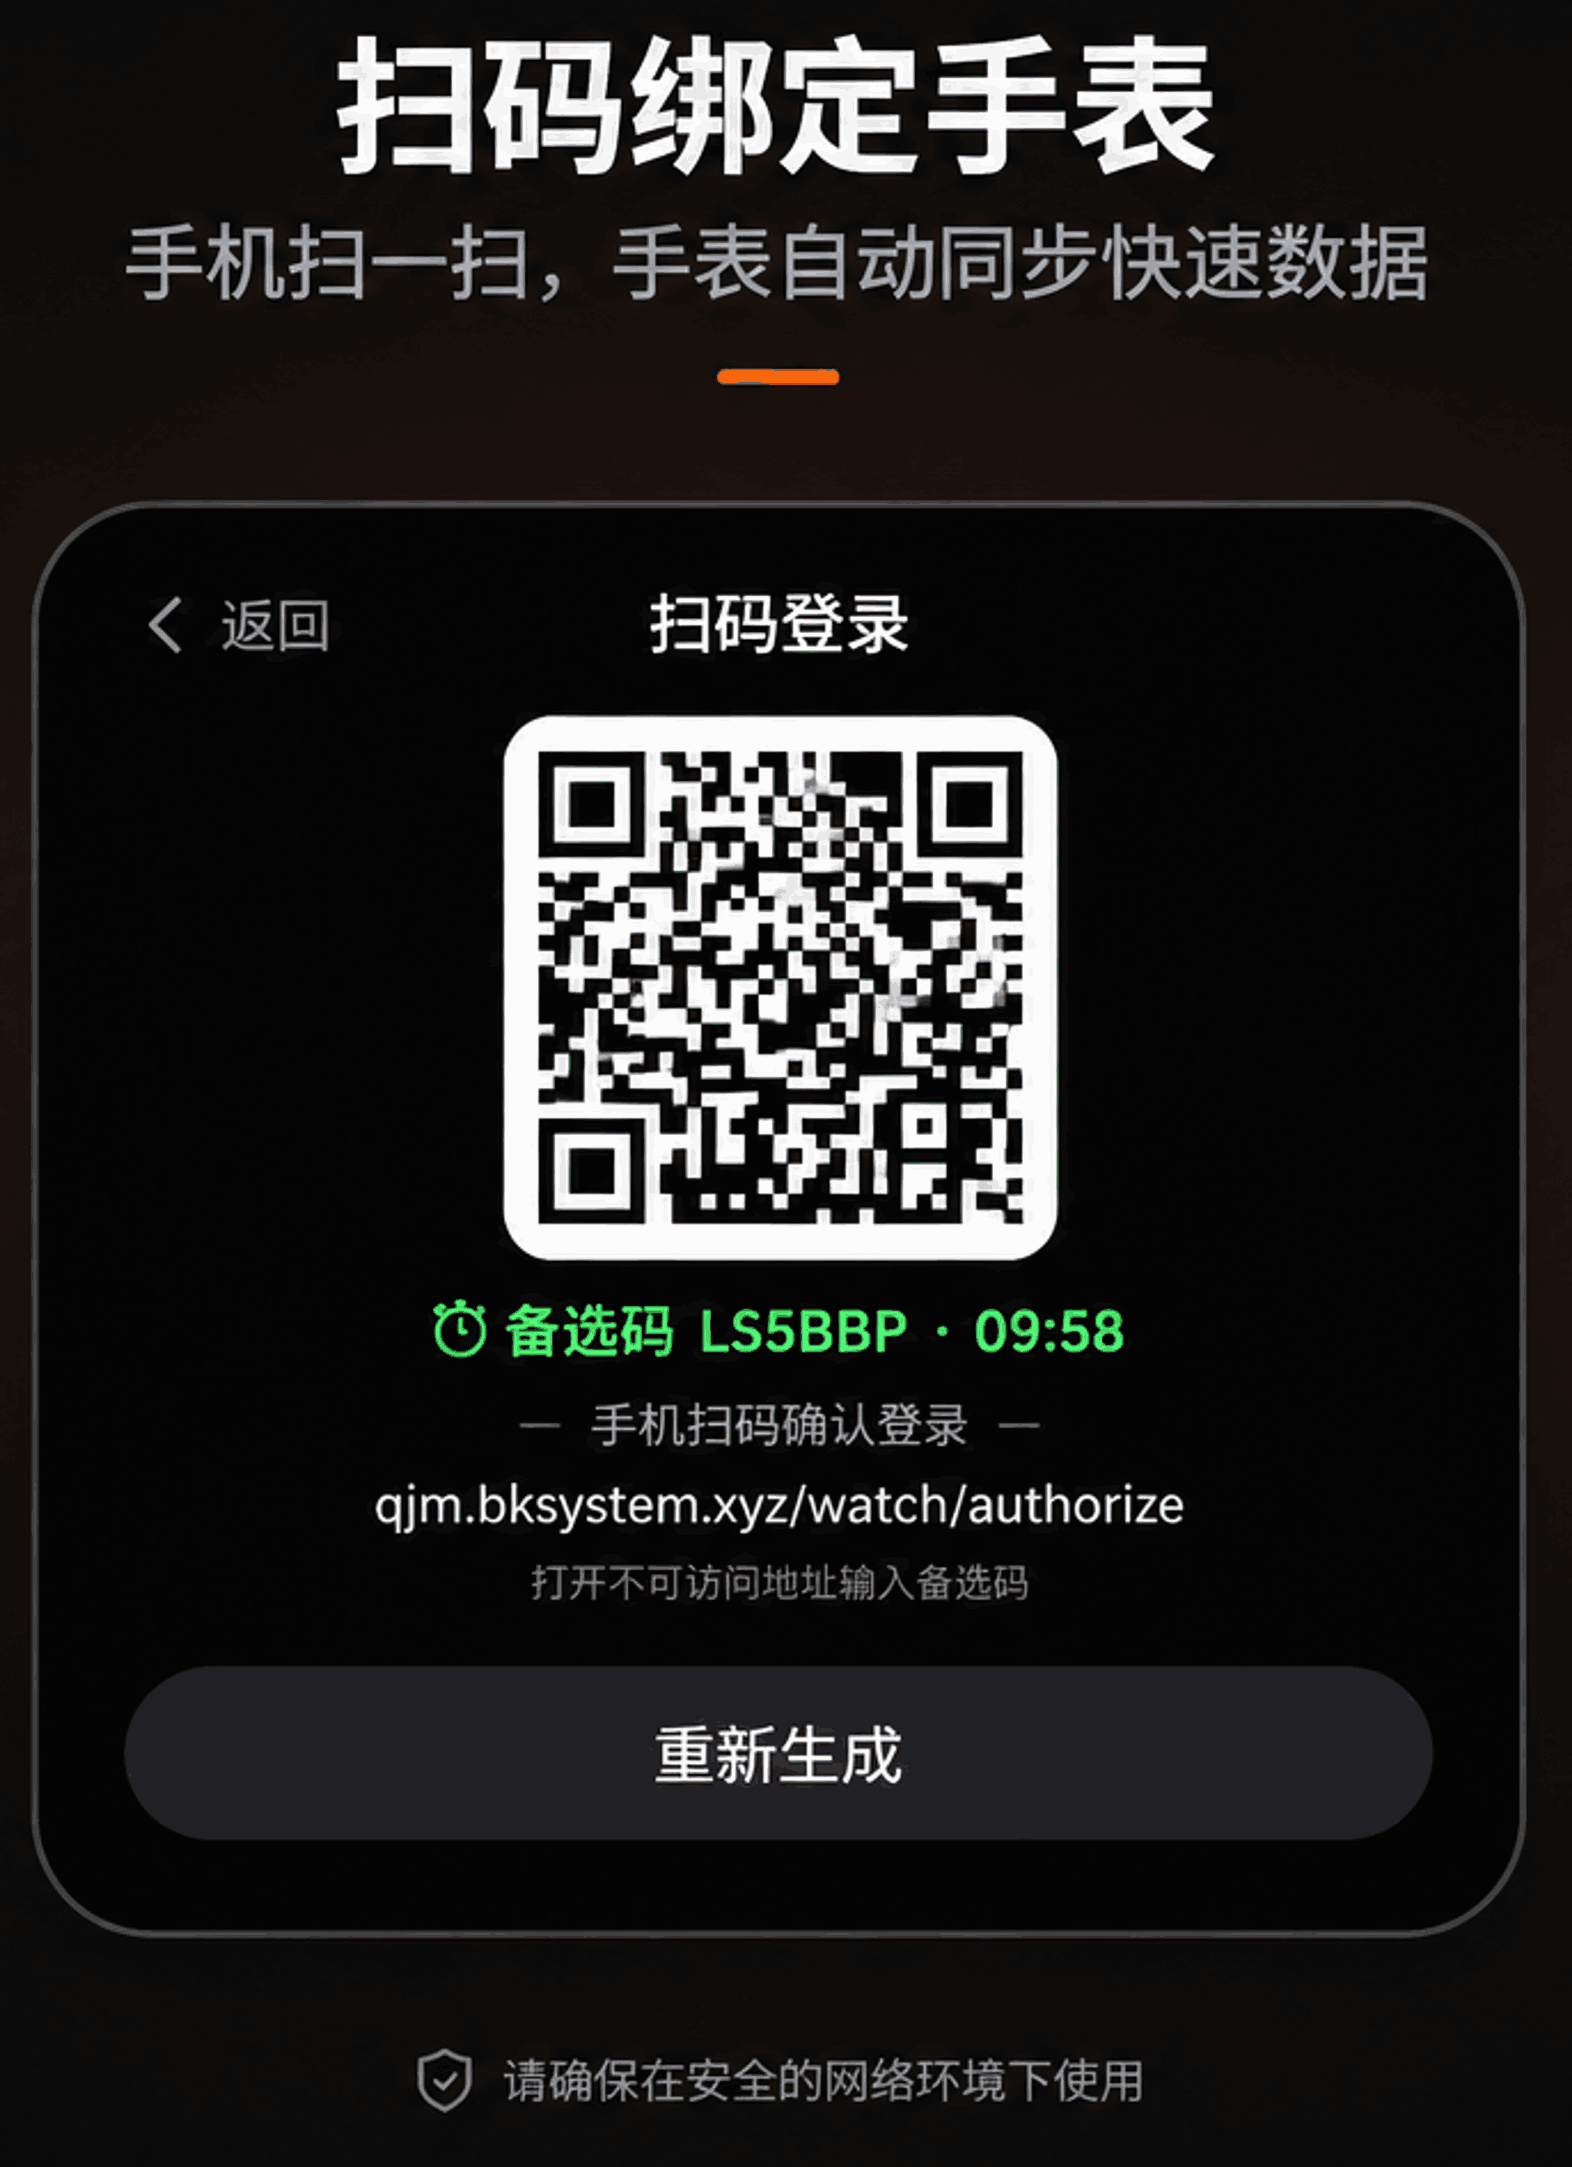 扫码绑定手表
手机扫一扫，手表自动同步快速数据
返回
扫码登录
备选码 LS5BBP · 09:58
— 手机扫码确认登录 —
qjm.bksystem.xyz/watch/authorize
打开不可访问地址输入备选码
重新生成
请确保在安全的网络环境下使用